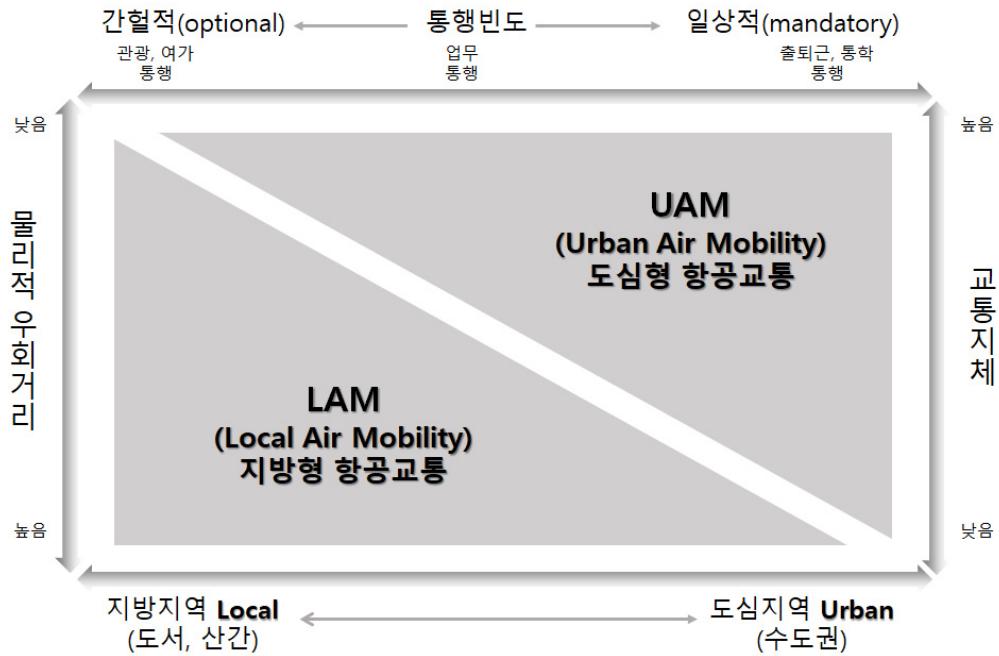 간헐적(optional) 통행빈도 일상적(mandatory)
관광, 여가 업무 출퇴근, 통학
통행 통행 통행
낮음 높음
물리적 우회거리
교통지체
UAM
(Urban Air Mobility)
도심형 항공교통
LAM
(Local Air Mobility)
지방형 항공교통
높음 낮음
지방지역 Local 도심지역 Urban
(도서, 산간) (수도권)